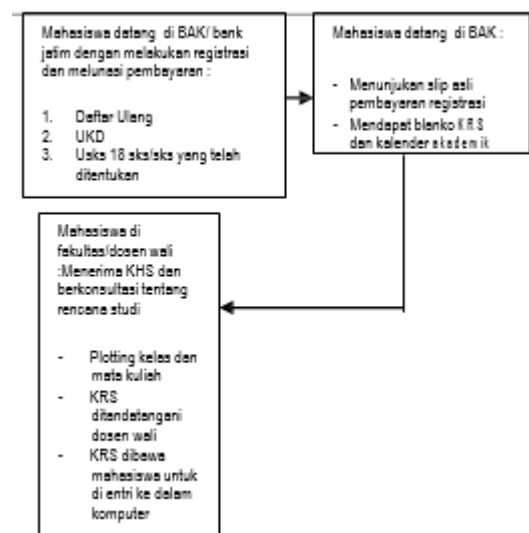 Mahasiswa datang di BAK/ bank
jatim dengan melakukan registrasi
dan melunasi pembayaran :
1. Daftar Ulang
2. UKD
3. Usks 18 sks/sks yang telah
ditentukan
Mahasiswa datang di BAK :
- Menunjukan slip asli
pembayaran registrasi
- Mendapat blanko KRS
dan kalender akademik
Mahasiswa di
fakultas/dosen wali
:Menerima KHS dan
berkonsultasi tentang
rencana studi
- Plotting kelas dan
mata kuliah
- KRS
ditandatangani
dosen wali
- KRS dibawa
mahasiswa untuk
di entri ke dalam
komputer